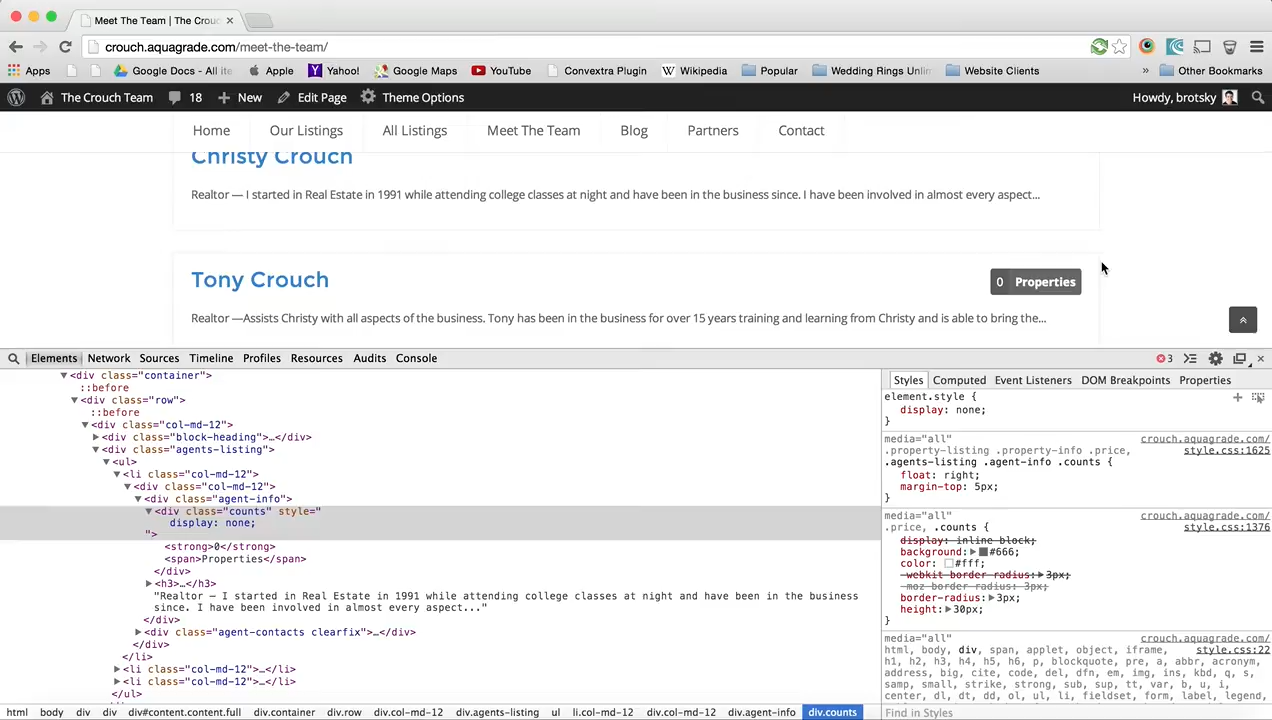 Meet The Team | The Crou
crouch.aquagrade.com/meet-the-team/
Apps Google Docs - All ite Apple Yahoo! Google Maps YouTube Convextra Plugin Wikipedia Popular Wedding Rings Unlin Website Clients » Other Bookmarks
The Crouch Team 18 New Edit Page Theme Options Howdy, brotsky
Home Our Listings All Listings Meet The Team Blog Partners Contact
Christy Crouch
Realtor — I started in Real Estate in 1991 while attending college classes at night and have been in the business since. I have been involved in almost every aspect...
Tony Crouch
0 Properties
Realtor —Assists Christy with all aspects of the business. Tony has been in the business for over 15 years training and learning from Christy and is able to bring the...
Elements Network Sources Timeline Profiles Resources Audits Console 3
<div class="container">
::before
<div class="row">
::before
<div class="col-md-12">
<div class="block-heading">…</div>
<div class="agents-listing">
<ul>
<li class="col-md-12">
<div class="col-md-12">
<div class="agent-info">
<div class="counts" style="
display: none;
">
<strong>0</strong>
<span>Properties</span>
</div>
<h3>…</h3>
"Realtor — I started in Real Estate in 1991 while attending college classes at night and have been in the business
since. I have been involved in almost every aspect..."
</div>
<div class="agent-contacts clearfix">…</div>
</div>
</li>
<li class="col-md-12">…</li>
<li class="col-md-12">…</li>
</ul>
html body div div div#content.content.full div.container div.row div.col-md-12 div.agents-listing ul li.col-md-12 div.col-md-12 div.agent-info div.counts
Styles Computed Event Listeners DOM Breakpoints Properties
element.style {
display: none;
}
media="all" crouch.aquagrade.com/
.property-listing .property-info .price, style.css:1625
.agents-listing .agent-info .counts {
float: right;
margin-top: 5px;
}
media="all" crouch.aquagrade.com/
.price, .counts { style.css:1376
display: inline-block;
background: #666;
color: #fff;
-webkit-border-radius: 3px;
-moz-border-radius: 3px;
border-radius: 3px;
height: 30px;
}
media="all" crouch.aquagrade.com/
html, body, div, span, applet, object, iframe, style.css:22
h1, h2, h3, h4, h5, h6, p, blockquote, pre, a, abbr, acronym,
address, big, cite, code, del, dfn, em, img, ins, kbd, q, s,
samp, small, strike, strong, sub, sup, tt, var, b, u, i,
center, dl, dt, dd, ol, ul, li, fieldset, form, label, legend,
Find in Styles